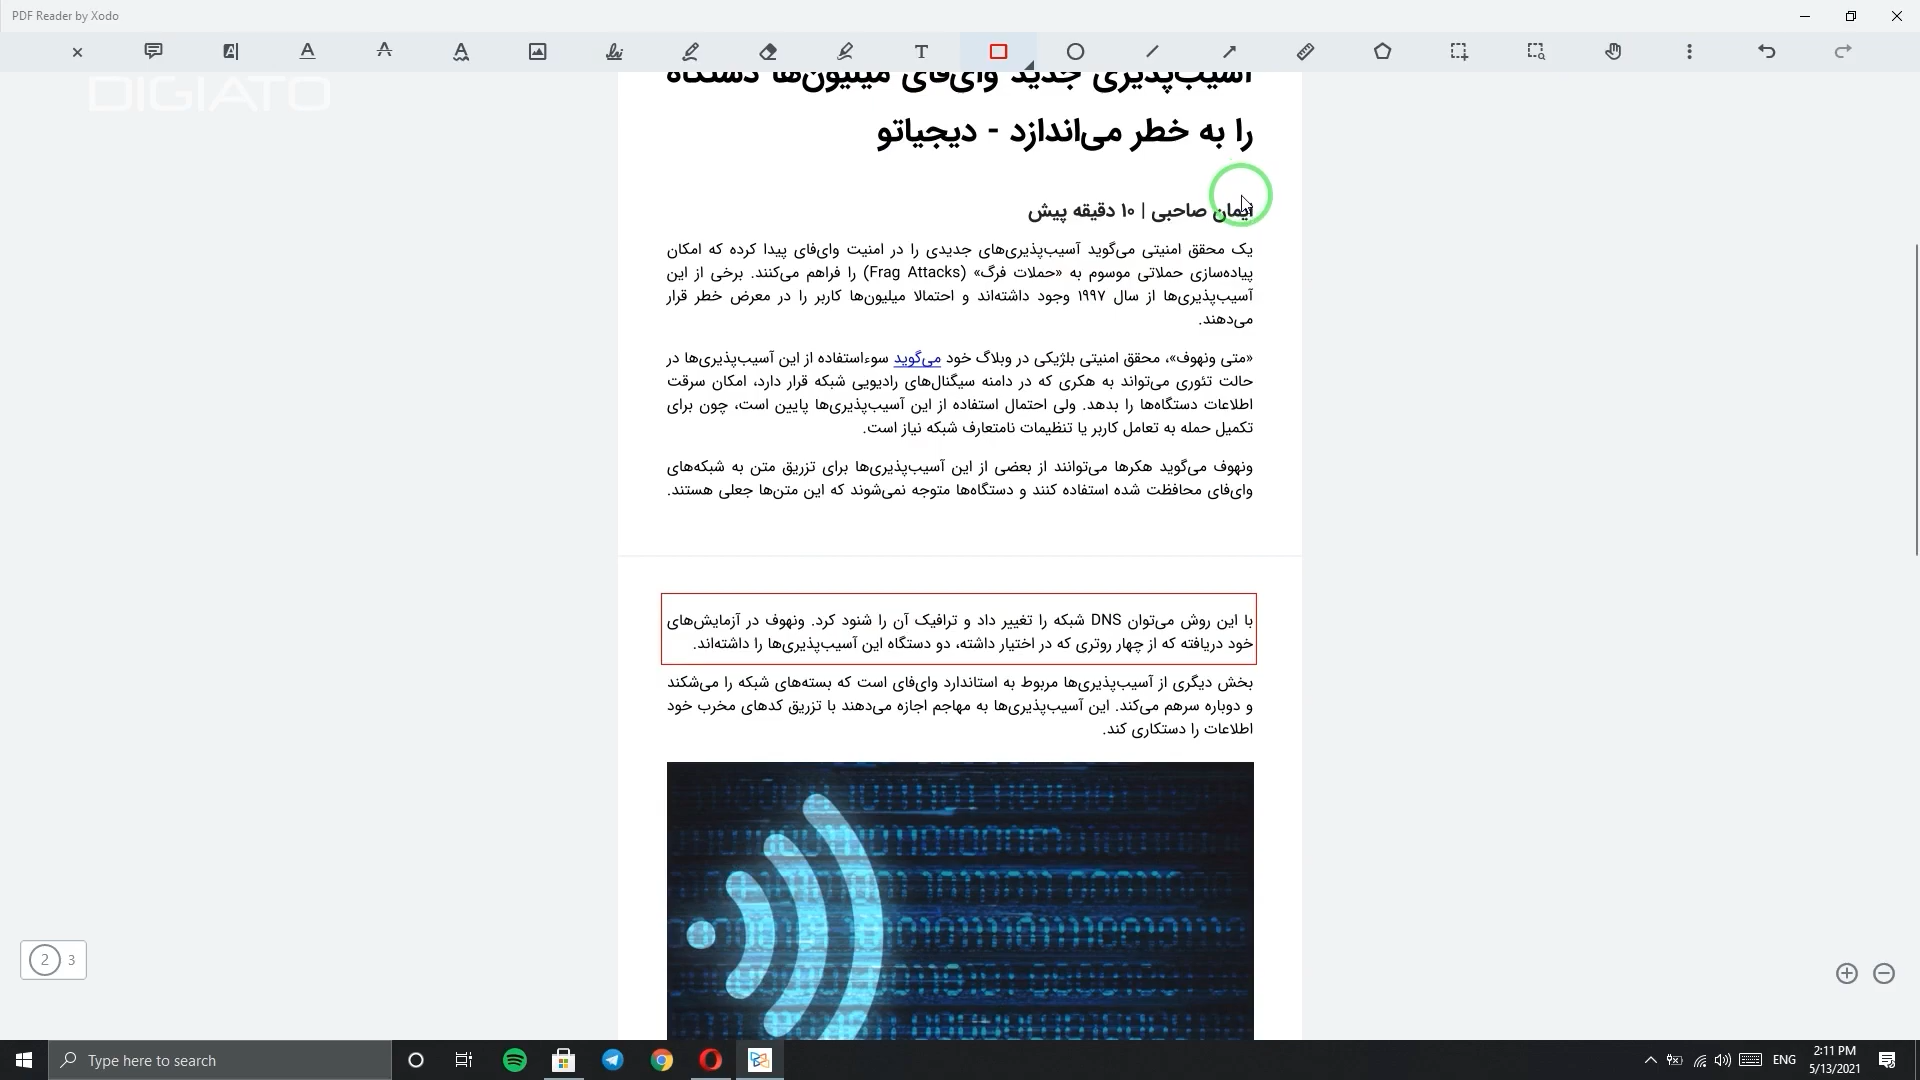 PDF Reader by Xodo
DIGIATO
آسیب‌پذیری جدید وای‌فای میلیون‌ها دستگاه
را به خطر می‌اندازد - دیجیاتو
ایمان صاحبی | ۱۰ دقیقه پیش
یک محقق امنیتی می‌گوید آسیب‌پذیری‌های جدیدی را در امنیت وای‌فای پیدا کرده که امکان
پیاده‌سازی حملاتی موسوم به «حملات فرگ» (Frag Attacks) را فراهم می‌کنند. برخی از این
آسیب‌پذیری‌ها از سال ۱۹۹۷ وجود داشته‌اند و احتمالا میلیون‌ها کاربر را در معرض خطر قرار
می‌دهند.
«متی ونهوف»، محقق امنیتی بلژیکی در وبلاگ خود می‌گوید سوءاستفاده از این آسیب‌پذیری‌ها در
حالت تئوری می‌تواند به هکری که در دامنه سیگنال‌های رادیویی شبکه قرار دارد، امکان سرقت
اطلاعات دستگاه‌ها را بدهد. ولی احتمال استفاده از این آسیب‌پذیری‌ها پایین است، چون برای
تکمیل حمله به تعامل کاربر یا تنظیمات نامتعارف شبکه نیاز است.
ونهوف می‌گوید هکرها می‌توانند از بعضی از این آسیب‌پذیری‌ها برای تزریق متن به شبکه‌های
وای‌فای محافظت شده استفاده کنند و دستگاه‌ها متوجه نمی‌شوند که این متن‌ها جعلی هستند.
با این روش می‌توان DNS شبکه را تغییر داد و ترافیک آن را شنود کرد. ونهوف در آزمایش‌های
خود دریافته که از چهار روتری که در اختیار داشته، دو دستگاه این آسیب‌پذیری‌ها را داشته‌اند.
بخش دیگری از آسیب‌پذیری‌ها مربوط به استاندارد وای‌فای است که بسته‌های شبکه را می‌شکند
و دوباره سرهم می‌کند. این آسیب‌پذیری‌ها به مهاجم اجازه می‌دهند با تزریق کدهای مخرب خود
اطلاعات را دستکاری کند.
2 3
Type here to search
ENG
2:11 PM
5/13/2021